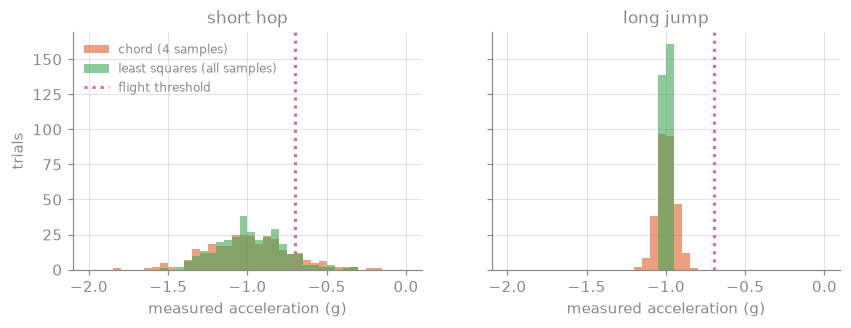 short hop
long jump
chord (4 samples)
least squares (all samples)
flight threshold
trials
150
125
100
75
50
25
0
−2.0 −1.5 −1.0 −0.5 0.0
−2.0 −1.5 −1.0 −0.5 0.0
measured acceleration (g)
measured acceleration (g)